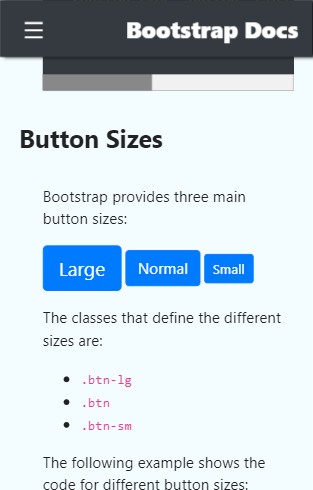 Bootstrap Docs
Button Sizes
Bootstrap provides three main
button sizes:
Large Normal Small
The classes that define the different
sizes are:
.btn-lg
.btn
.btn-sm
The following example shows the
code for different button sizes: